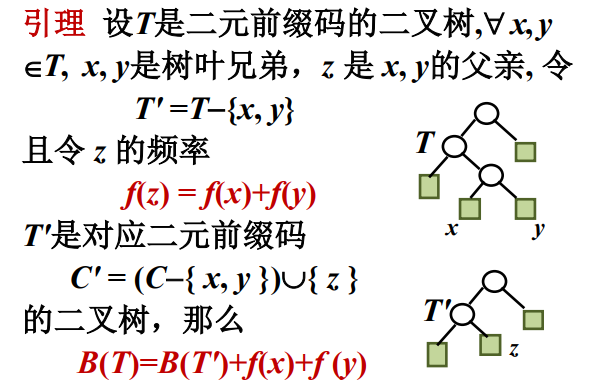 引理 设T是二元前缀码的二叉树,∀x,y
∈T, x, y是树叶兄弟，z 是 x, y的父亲, 令
T′ =T−{x, y}
且令 z 的频率
f(z) = f(x)+f(y)
T′是对应二元前缀码
C′ = (C−{ x, y })∪{ z }
的二叉树，那么
B(T)=B(T′)+f(x)+f (y)
T
x
y
T′
z